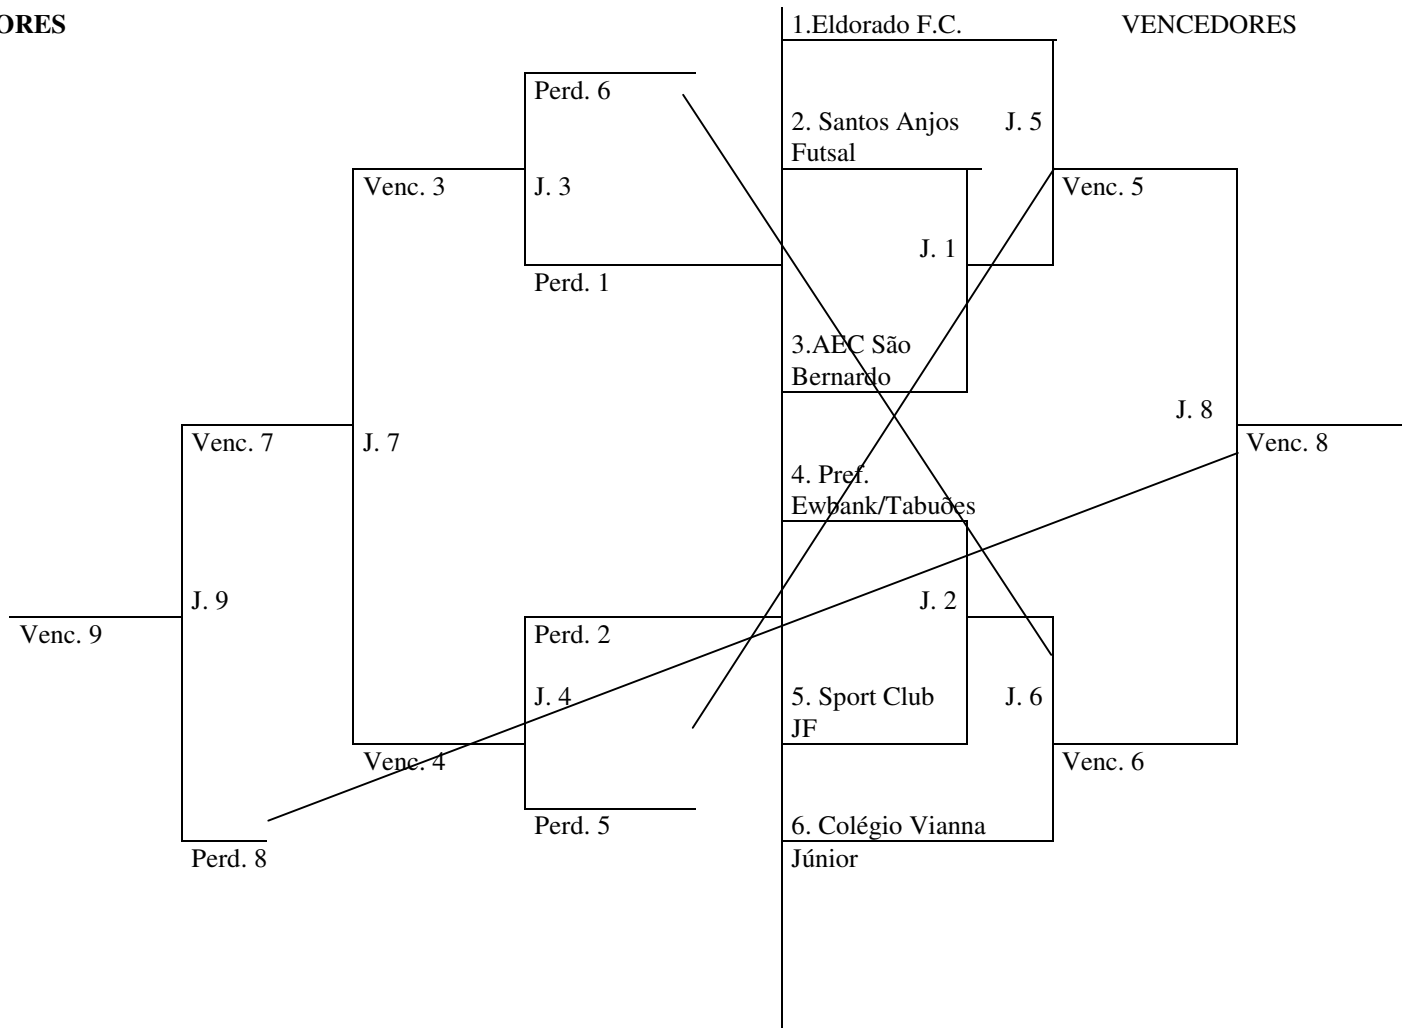 ORES
1.Eldorado F.C.
VENCEDORES
Perd. 6
2. Santos Anjos
Futsal
J. 5
Venc. 3
J. 3
Venc. 5
J. 1
Perd. 1
3.AEC São
Bernardo
J. 8
Venc. 7
J. 7
Venc. 8
4. Pref.
Ewbank/Tabuões
J. 9
J. 2
Venc. 9
Perd. 2
J. 4
5. Sport Club
JF
J. 6
Venc. 4
Venc. 6
Perd. 5
6. Colégio Vianna
Júnior
Perd. 8